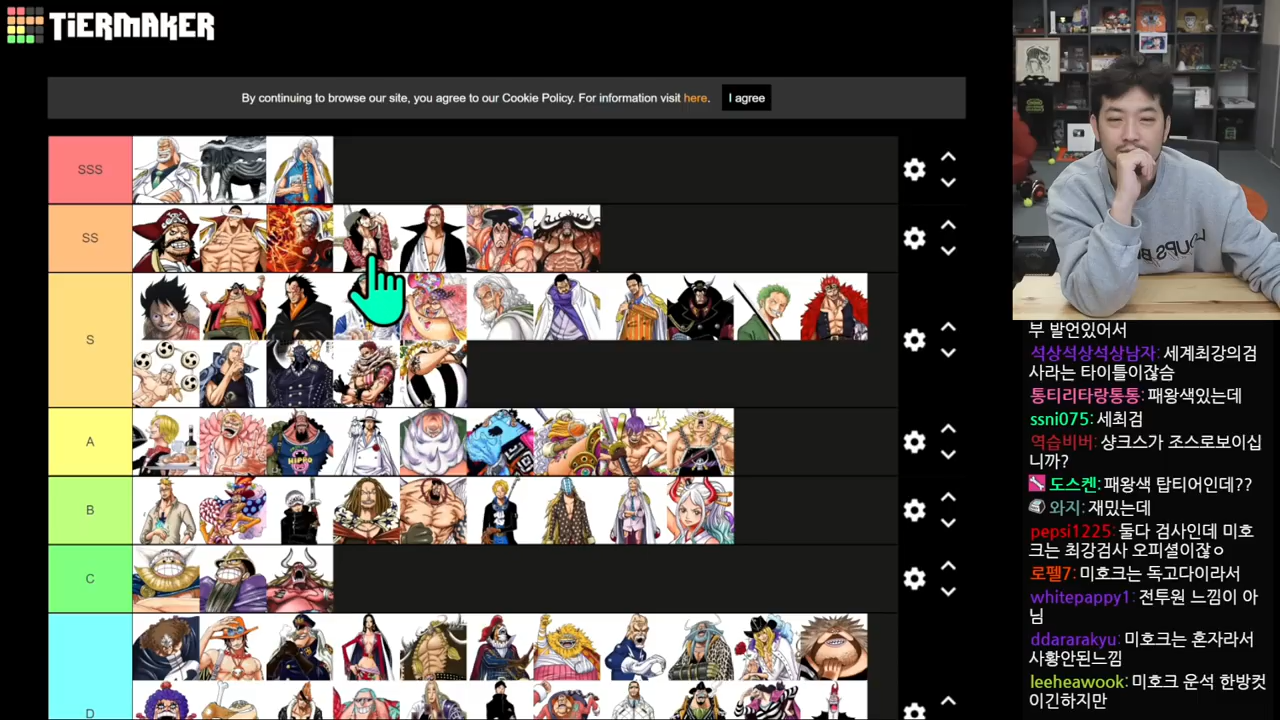 TiERMAKER
By continuing to browse our site, you agree to our Cookie Policy. For information visit here. I agree
SSS
SS
S
A
HIPPO
B
C
D
부 발언있어서
석상석상석상남자: 세계최강의검
사라는 타이틀이잖슴
통티리타랑통통: 패왕색있는데
ssni075: 세최검
역습비버: 샹크스가 조스로보이십
니까?
도스켄: 패왕색 탑티어인데??
와지: 재밌는데
pepsi1225: 둘다 검사인데 미호
크는 최강검사 오피셜이잖ㅇ
로펠7: 미호크는 독고다이라서
whitepappy1: 전투원 느낌이 아
님
ddararakyu: 미호크는 혼자라서
사황안된느낌
leeheawook: 미호크 운석 한방컷
이긴하지만